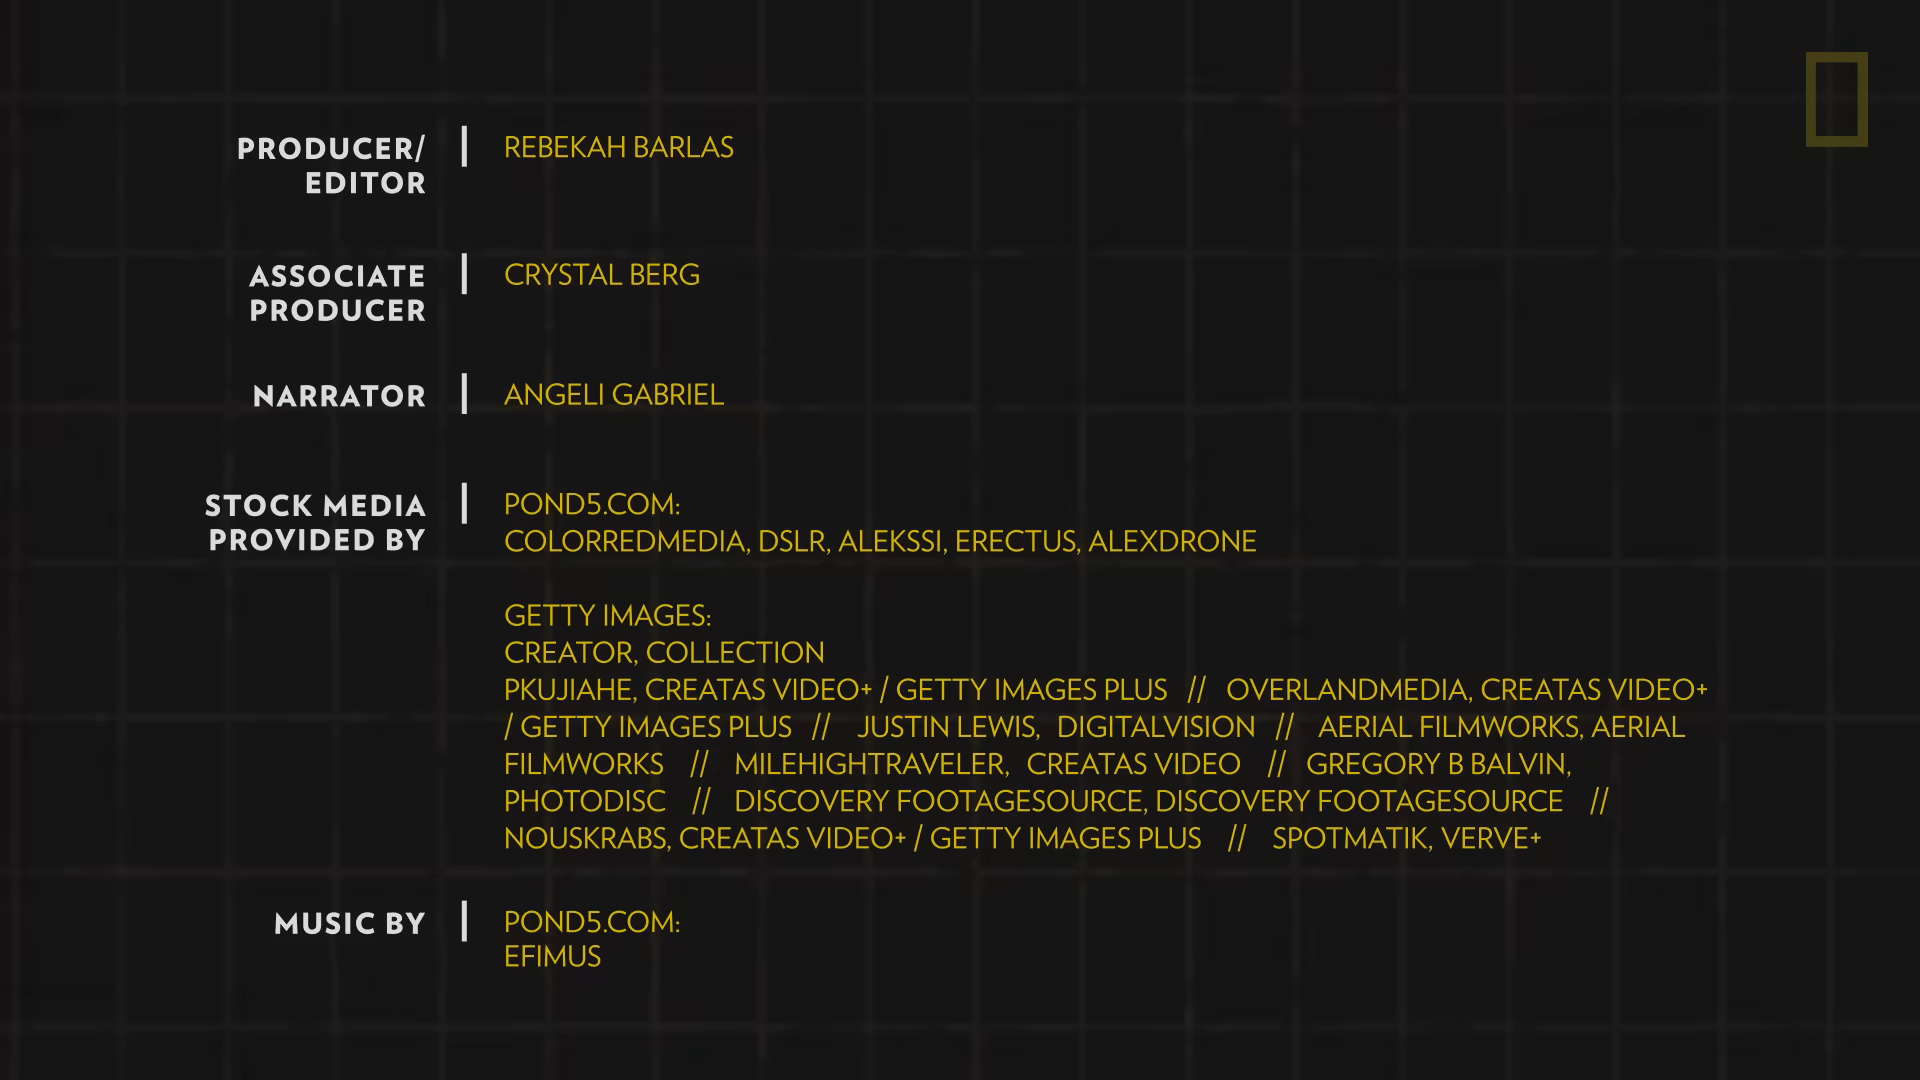 PRODUCER/
EDITOR
REBEKAH BARLAS
ASSOCIATE
PRODUCER
CRYSTAL BERG
NARRATOR
ANGELI GABRIEL
STOCK MEDIA
PROVIDED BY
POND5.COM:
COLORREDMEDIA, DSLR, ALEKSSI, ERECTUS, ALEXDRONE
GETTY IMAGES:
CREATOR, COLLECTION
PKUJIAHE, CREATAS VIDEO+ / GETTY IMAGES PLUS // OVERLANDMEDIA, CREATAS VIDEO+
/ GETTY IMAGES PLUS // JUSTIN LEWIS, DIGITALVISION // AERIAL FILMWORKS, AERIAL
FILMWORKS // MILEHIGHTRAVELER, CREATAS VIDEO // GREGORY B BALVIN,
PHOTODISC // DISCOVERY FOOTAGESOURCE, DISCOVERY FOOTAGESOURCE //
NOUSKRABS, CREATAS VIDEO+ / GETTY IMAGES PLUS // SPOTMATIK, VERVE+
MUSIC BY
POND5.COM:
EFIMUS